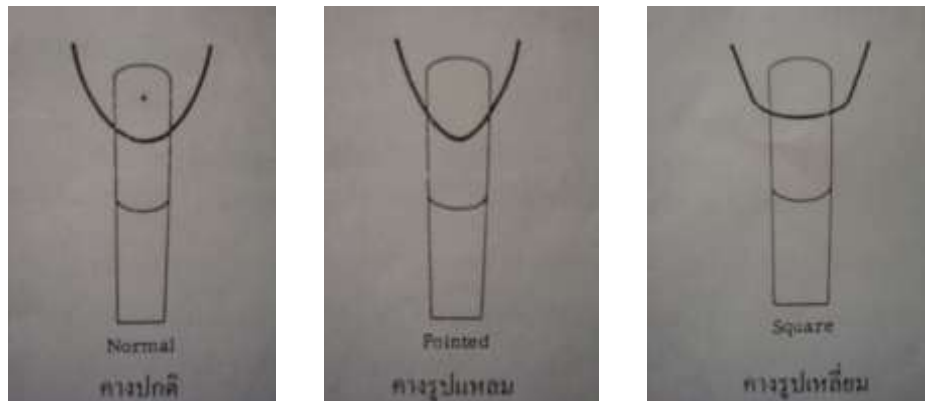 Normal
คางปกติ
Pointed
คางรูปแหลม
Square
คางรูปเหลี่ยม